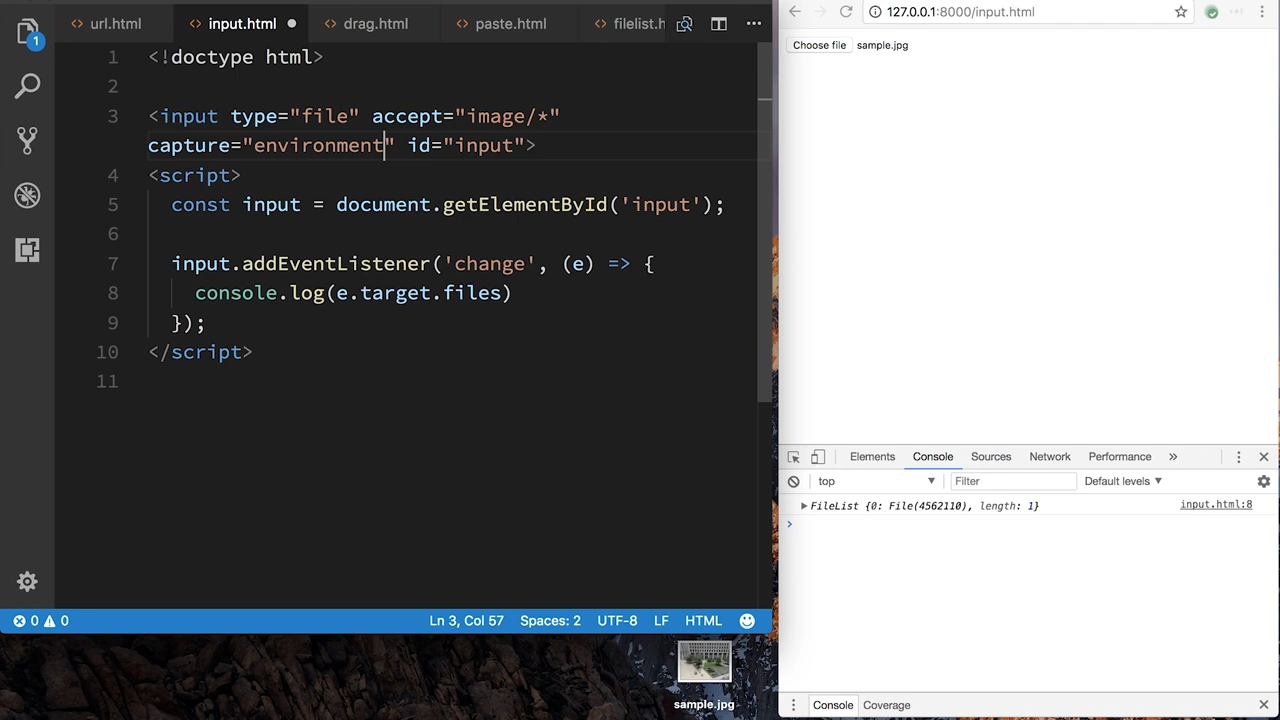 url.html
input.html
drag.html
paste.html
filelist.h
1
1 <!doctype html>
2
3 <input type="file" accept="image/*"
capture="environment" id="input">
4 <script>
5 const input = document.getElementById('input');
6
7 input.addEventListener('change', (e) => {
8 console.log(e.target.files)
9 });
10 </script>
11
0 0
Ln 3, Col 57
Spaces: 2
UTF-8
LF
HTML
sample.jpg
127.0.0.1:8000/input.html
Choose file sample.jpg
Elements Console Sources Network Performance »
top Filter Default levels
FileList {0: File(4562110), length: 1} input.html:8
Console Coverage